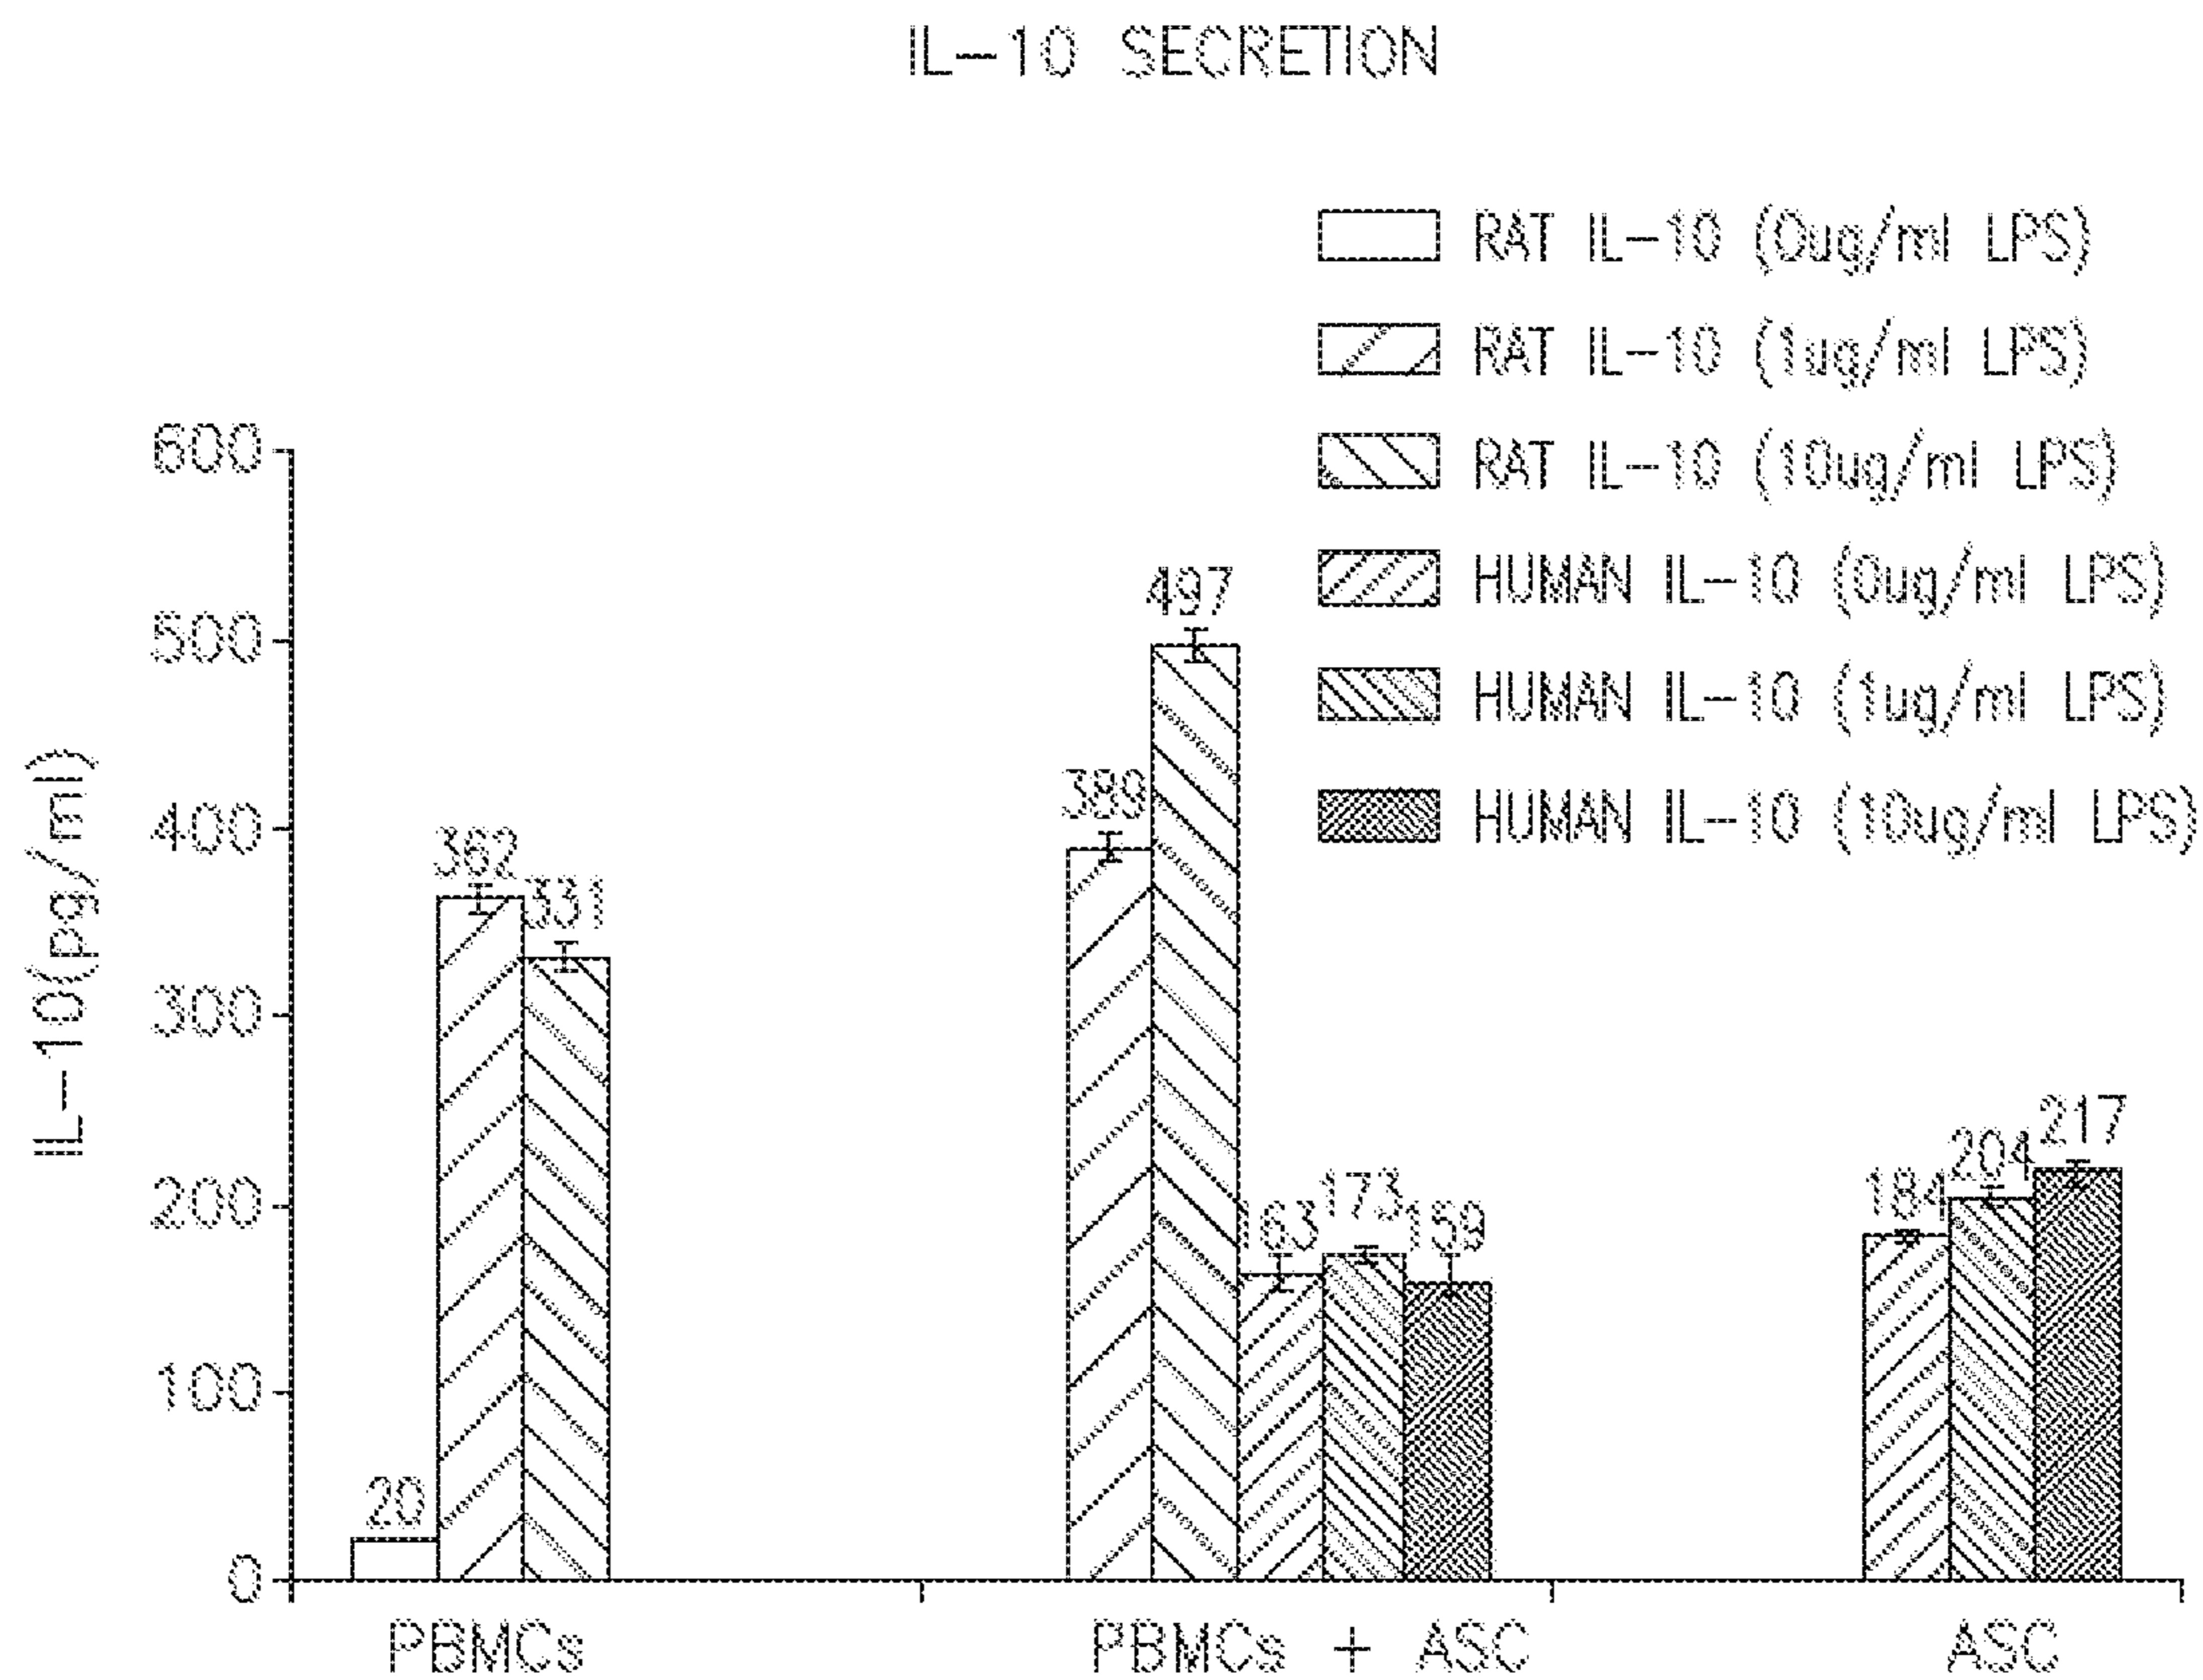 IL-10 SECRETION
RAT IL-10 (0ug/ml LPS)
RAT IL-10 (1ug/ml LPS)
RAT IL-10 (10ug/ml LPS)
HUMAN IL-10 (0ug/ml LPS)
HUMAN IL-10 (1ug/ml LPS)
HUMAN IL-10 (10ug/ml LPS)
IL-10(pg/ml)
600
500
400
300
200
100
0
20
362
331
389
497
163
173
159
184
204
217
PBMCs
PBMCs + ASC
ASC